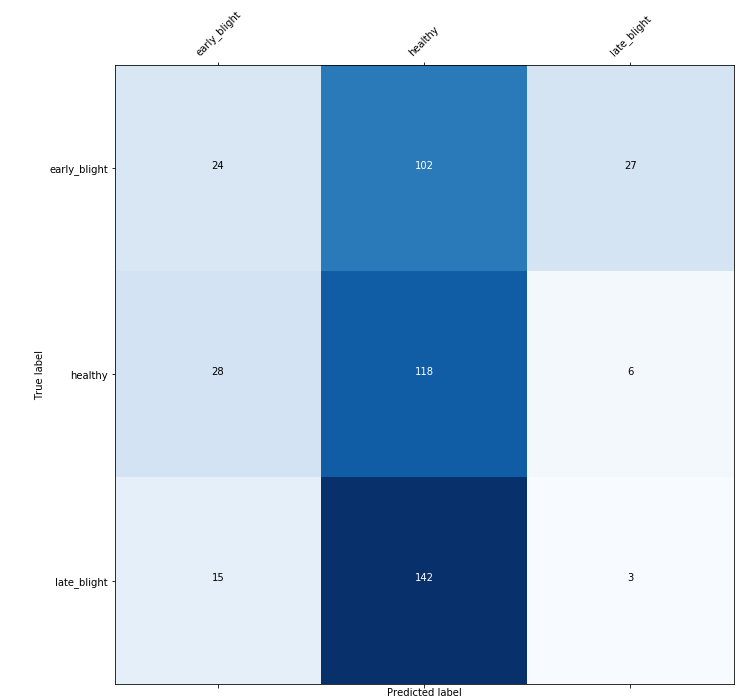 early_blight healthy late_blight
early_blight 24 102 27
healthy 28 118 6
late_blight 15 142 3
True label
Predicted label